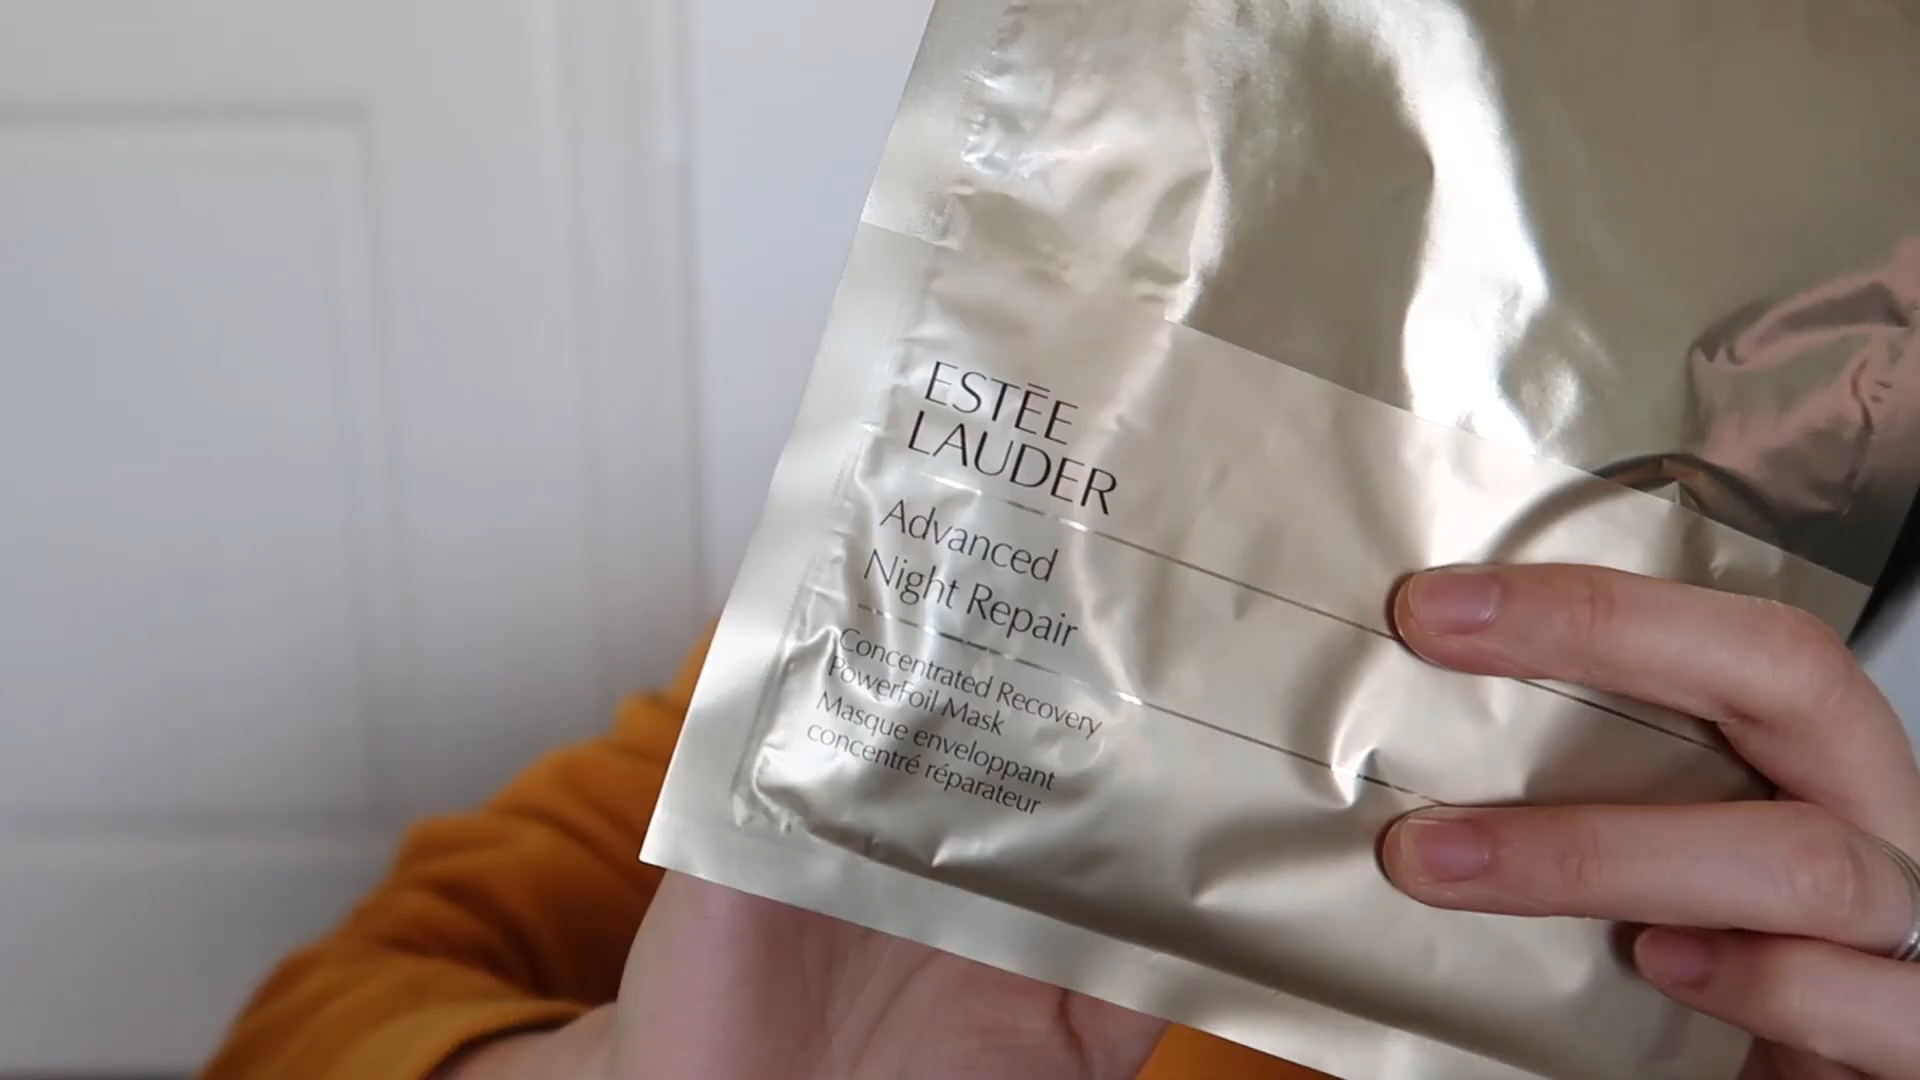 ESTĒE
LAUDER
Advanced
Night Repair
Concentrated Recovery
PowerFoil Mask
Masque enveloppant
concentré réparateur